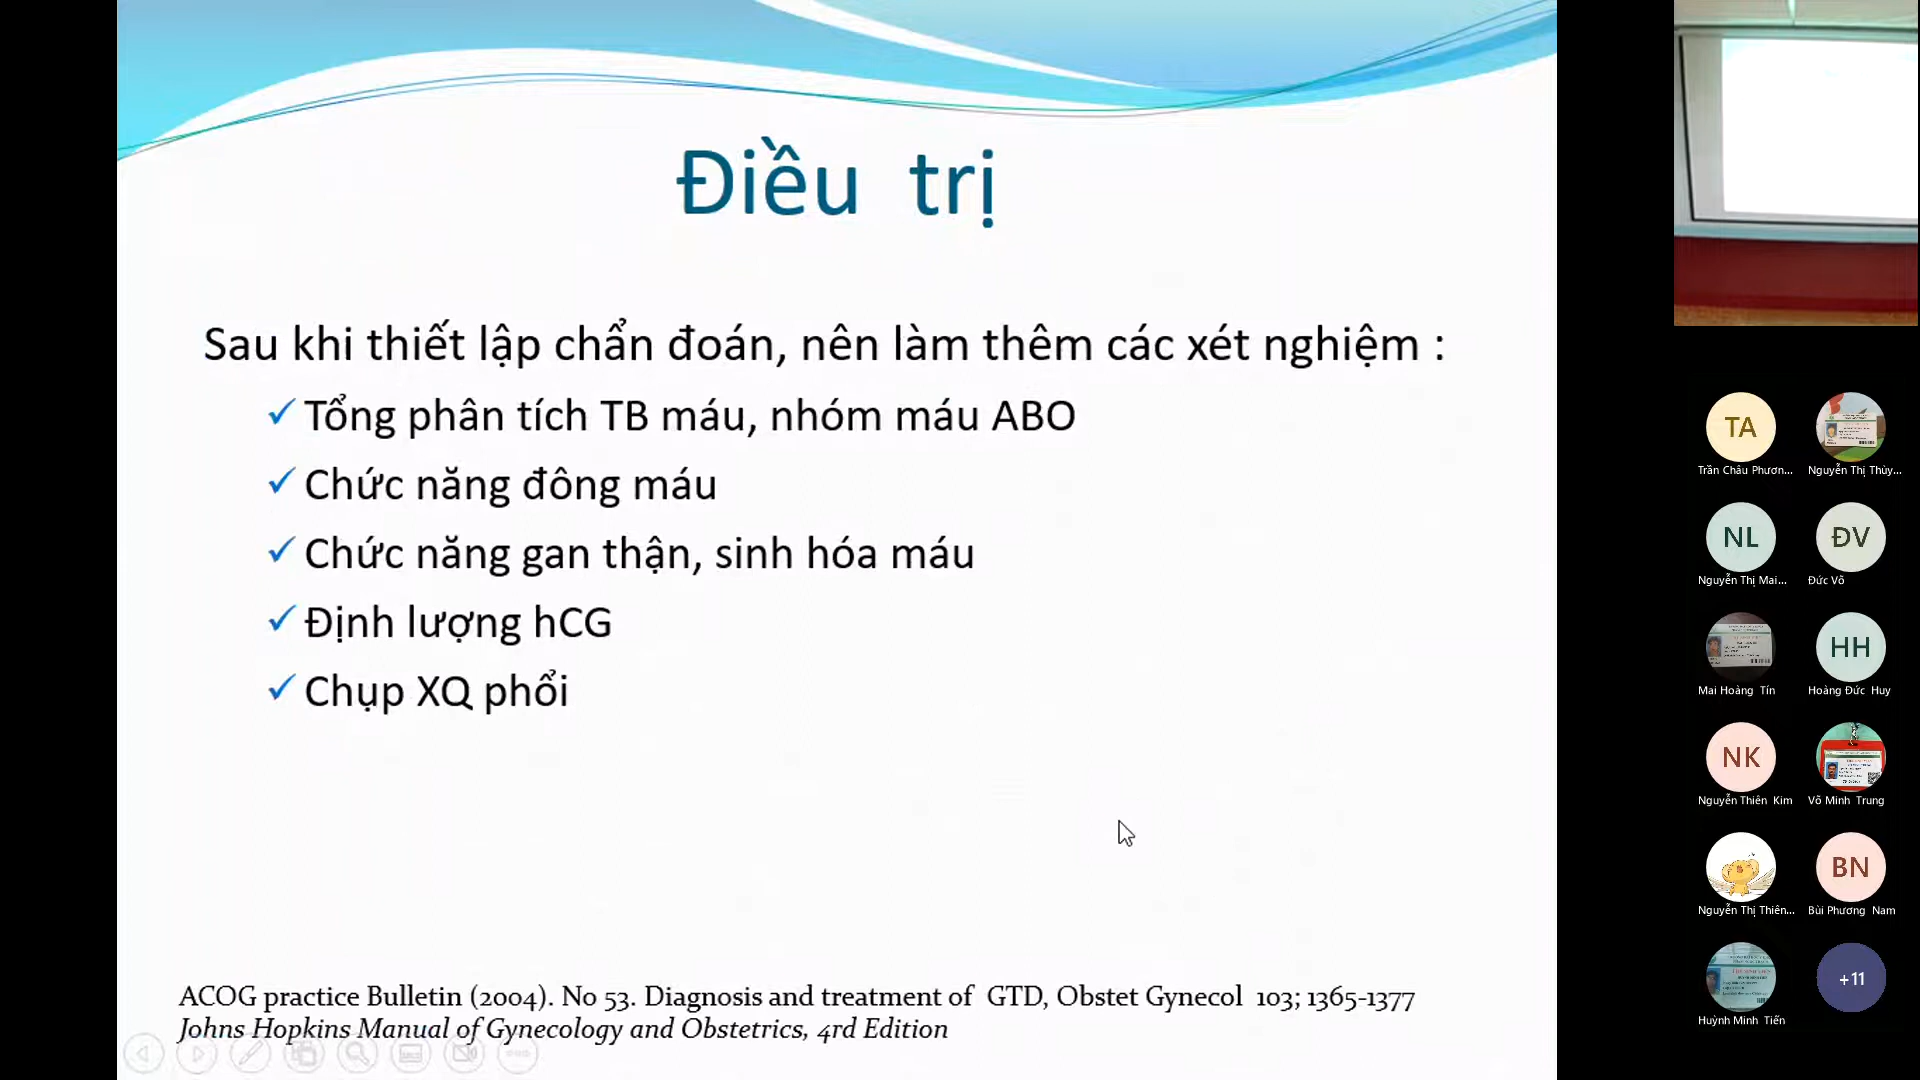 Điều trị
Sau khi thiết lập chẩn đoán, nên làm thêm các xét nghiệm :
✓ Tổng phân tích TB máu, nhóm máu ABO
✓ Chức năng đông máu
✓ Chức năng gan thận, sinh hóa máu
✓ Định lượng hCG
✓ Chụp XQ phổi
ACOG practice Bulletin (2004). No 53. Diagnosis and treatment of GTD, Obstet Gynecol 103; 1365-1377
Johns Hopkins Manual of Gynecology and Obstetrics, 4rd Edition
TA
Trần Châu Phươn...
Nguyễn Thị Thùy...
NL
ĐV
Nguyễn Thị Mai...
Đức Võ
HH
Mai Hoàng Tín
Hoàng Đức Huy
NK
Nguyễn Thiên Kim
Võ Minh Trung
BN
Nguyễn Thị Thiên...
Bùi Phương Nam
+11
Huỳnh Minh Tiến